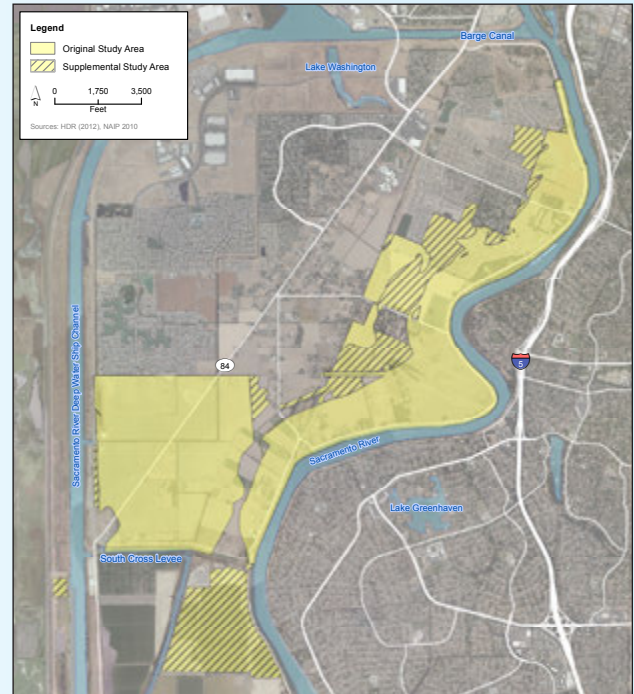 Legend
Original Study Area
Supplemental Study Area
N
0 1,750 3,500
Feet
Sources: HDR (2012), NAIP 2010
Barge Canal
Lake Washington
Sacramento River Deep Water Ship Channel
84
5
Sacramento River
Lake Greenhaven
South Cross Levee